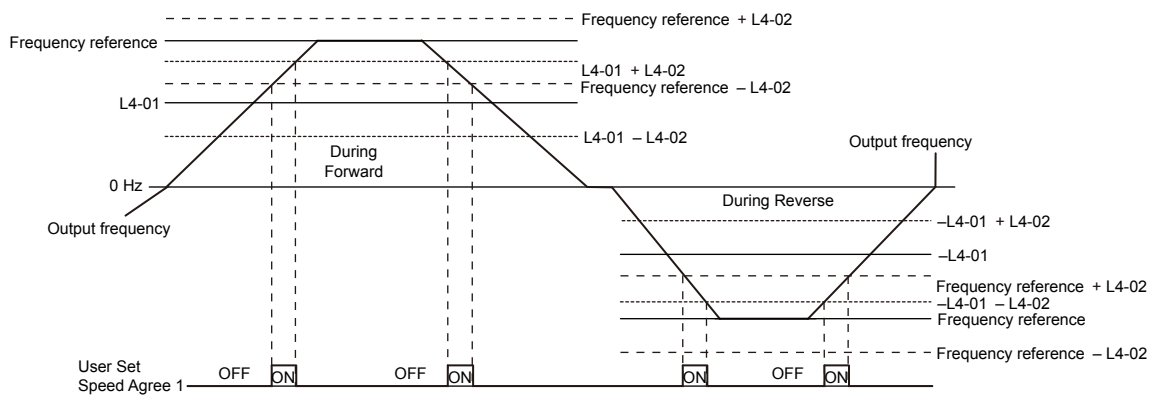 Frequency reference + L4-02
Frequency reference
L4-01 + L4-02
Frequency reference – L4-02
L4-01
L4-01 – L4-02
During
Forward
Output frequency
0 Hz
During Reverse
Output frequency
–L4-01 + L4-02
–L4-01
Frequency reference + L4-02
–L4-01 – L4-02
Frequency reference
Frequency reference – L4-02
User Set
Speed Agree 1
OFF
ON
OFF
ON
ON
OFF
ON